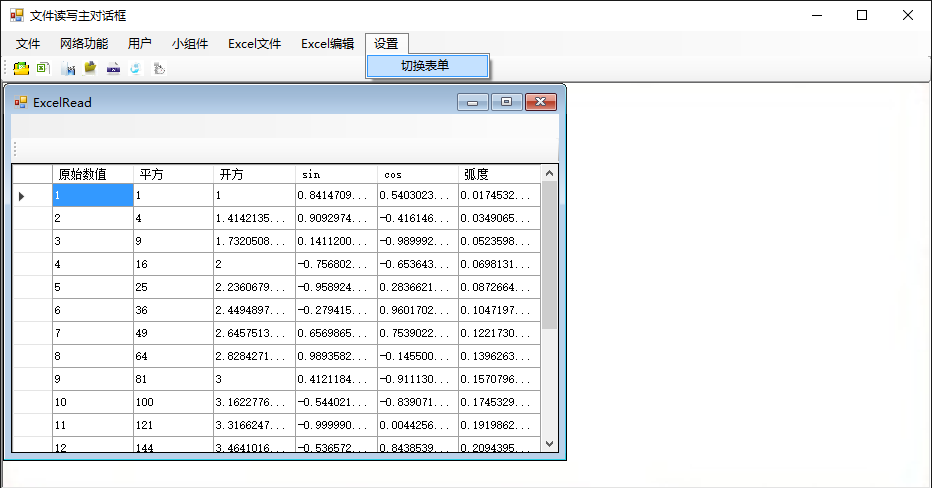 文件读写主对话框
文件 网络功能 用户 小组件 Excel文件 Excel编辑 设置
切换表单
ExcelRead
原始数值 平方 开方 sin cos 弧度
1 1 1 0.8414709... 0.5403023... 0.0174532...
2 4 1.4142135... 0.9092974... -0.416146... 0.0349065...
3 9 1.7320508... 0.1411200... -0.989992... 0.0523598...
4 16 2 -0.756802... -0.653643... 0.0698131...
5 25 2.2360679... -0.958924... 0.2836621... 0.0872664...
6 36 2.4494897... -0.279415... 0.9601702... 0.1047197...
7 49 2.6457513... 0.6569865... 0.7539022... 0.1221730...
8 64 2.8284271... 0.9893582... -0.145500... 0.1396263...
9 81 3 0.4121184... -0.911130... 0.1570796...
10 100 3.1622776... -0.544021... -0.839071... 0.1745329...
11 121 3.3166247... -0.999990... 0.0044256... 0.1919862...
12 144 3.4641016... -0.536572... 0.8438539... 0.2094395...